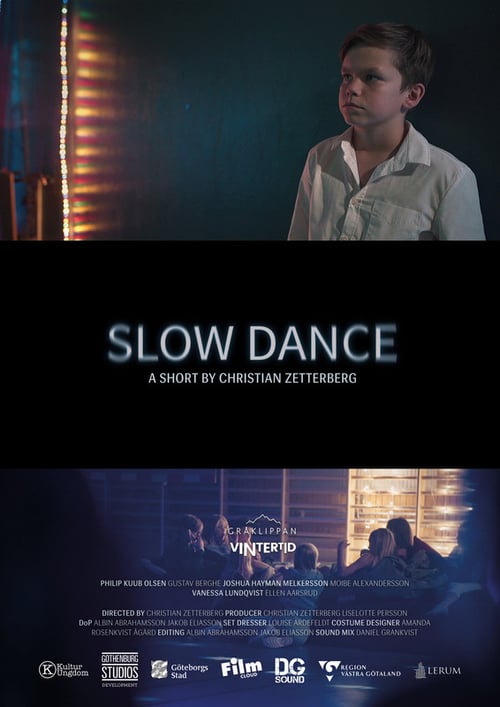 SLOW DANCE
A SHORT BY CHRISTIAN ZETTERBERG
GRÅKLIPPAN
VINTERTID
PHILIP KUUB OLSEN GUSTAV BERGHE JOSHUA HAYMAN MELKERSSON MOIBE ALEXANDERSSON
VANESSA LUNDQVIST ELLEN AARSRUD
DIRECTED BY CHRISTIAN ZETTERBERG PRODUCER CHRISTIAN ZETTERBERG LISELOTTE PERSSON
DoP ALBIN ABRAHAMSSON JAKOB ELIASSON SET DRESSER LOUISE ARDEFELDT COSTUME DESIGNER AMANDA
ROSENKVIST ÅGÅRD EDITING ALBIN ABRAHAMSSON JAKOB ELIASSON SOUND MIX DANIEL GRANKVIST
K Kultur Ungdom
GOTHENBURG STUDIOS DEVELOPMENT
Göteborgs Stad
Film CLOUD
DG SOUND
REGION VÄSTRA GÖTALAND
LERUM